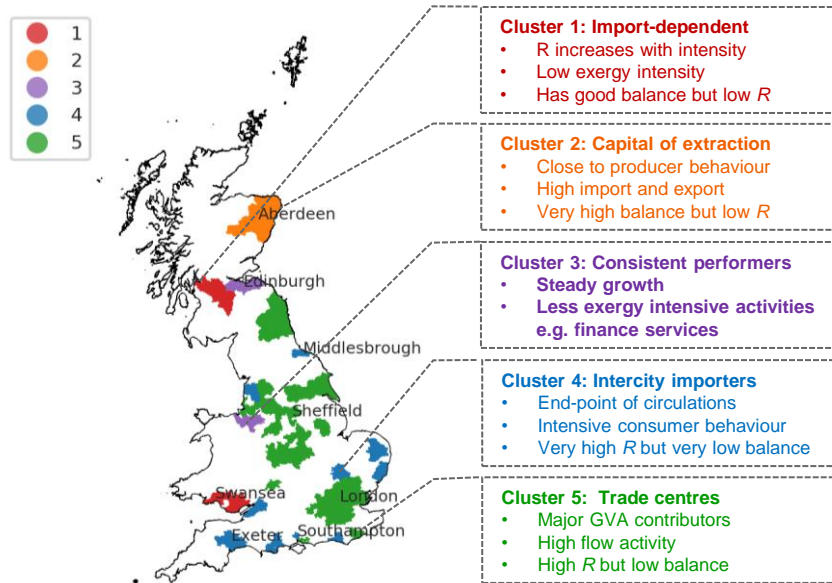 1
2
3
4
5
Aberdeen
Edinburgh
Middlesbrough
Sheffield
Swansea
London
Exeter
Southampton
Cluster 1: Import-dependent
• R increases with intensity
• Low exergy intensity
• Has good balance but low R
Cluster 2: Capital of extraction
• Close to producer behaviour
• High import and export
• Very high balance but low R
Cluster 3: Consistent performers
• Steady growth
• Less exergy intensive activities
e.g. finance services
Cluster 4: Intercity importers
• End-point of circulations
• Intensive consumer behaviour
• Very high R but very low balance
Cluster 5: Trade centres
• Major GVA contributors
• High flow activity
• High R but low balance